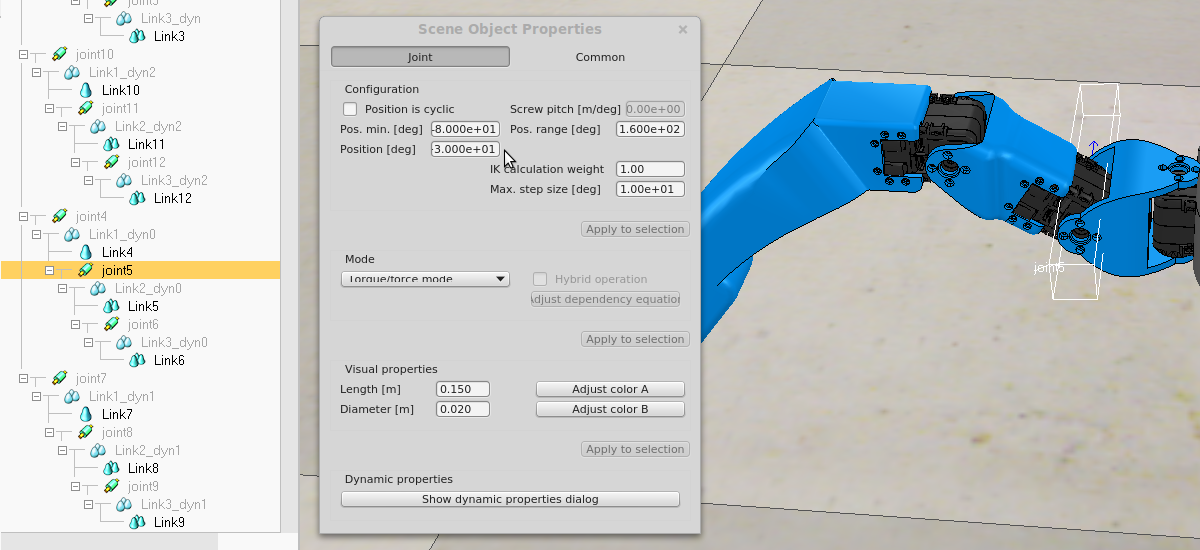 Link3_dyn
Link3
joint10
Link1_dyn2
Link10
joint11
Link2_dyn2
Link11
joint12
Link3_dyn2
Link12
joint4
Link1_dyn0
Link4
joint5
Link2_dyn0
Link5
joint6
Link3_dyn0
Link6
joint7
Link1_dyn1
Link7
joint8
Link2_dyn1
Link8
joint9
Link3_dyn1
Link9
Scene Object Properties
Joint Common
Configuration
Position is cyclic Screw pitch [m/deg] 0.00e+00
Pos. min. [deg] -8.000e+01 Pos. range [deg] 1.600e+02
Position [deg] 3.000e+01
IK calculation weight 1.00
Max. step size [deg] 1.00e+01
Apply to selection
Mode
Torque/force mode Hybrid operation
Adjust dependency equation
Apply to selection
Visual properties
Length [m] 0.150 Adjust color A
Diameter [m] 0.020 Adjust color B
Apply to selection
Dynamic properties
Show dynamic properties dialog
joint5